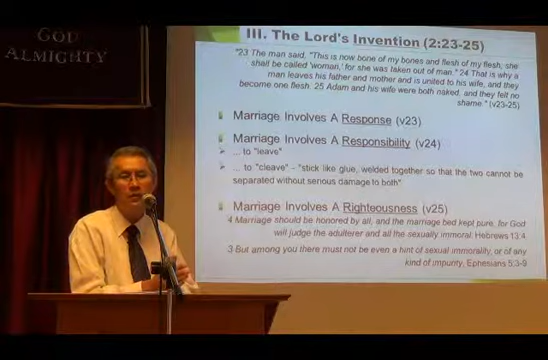 GOD
ALMIGHTY
III. The Lord's Invention (2:23-25)
"23 The man said, "This is now bone of my bones and flesh of my flesh; she
shall be called 'woman,' for she was taken out of man." 24 That is why a
man leaves his father and mother and is united to his wife, and they
become one flesh. 25 Adam and his wife were both naked, and they felt no
shame." (v23-25)
Marriage Involves A Response (v23)
Marriage Involves A Responsibility (v24)
... to "leave"
... to "cleave" - "stick like glue, welded together so that the two cannot be
separated without serious damage to both"
Marriage Involves A Righteousness (v25)
4 Marriage should be honored by all, and the marriage bed kept pure, for God
will judge the adulterer and all the sexually immoral. Hebrews 13:4
3 But among you there must not be even a hint of sexual immorality, or of any
kind of impurity, Ephesians 5:3-9